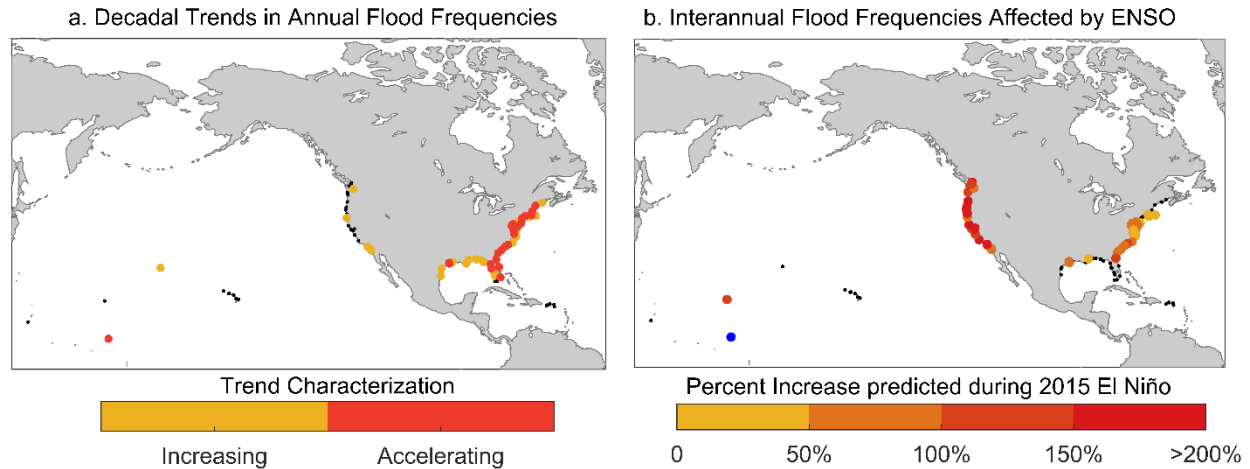 a. Decadal Trends in Annual Flood Frequencies
b. Interannual Flood Frequencies Affected by ENSO
Trend Characterization
Increasing
Accelerating
Percent Increase predicted during 2015 El Niño
0
50%
100%
150%
>200%